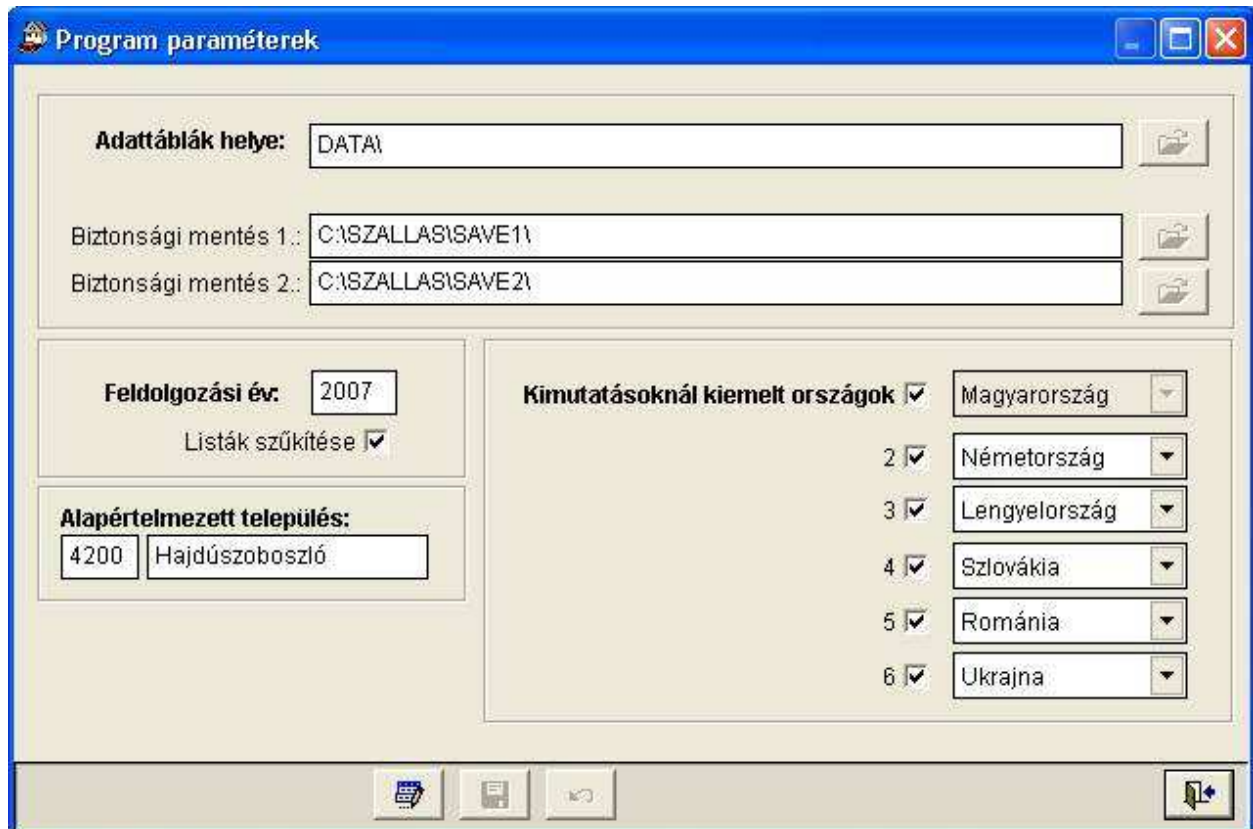 Program paraméterek
Adattáblák helye: DATA\
Biztonsági mentés 1.: C:\SZALLAS\SAVE1\
Biztonsági mentés 2.: C:\SZALLAS\SAVE2\
Feldolgozási év: 2007
Listák szűkítése
Alapértelmezett település:
4200 Hajdúszoboszló
Kimutatásoknál kiemelt országok Magyarország
2 Németország
3 Lengyelország
4 Szlovákia
5 Románia
6 Ukrajna